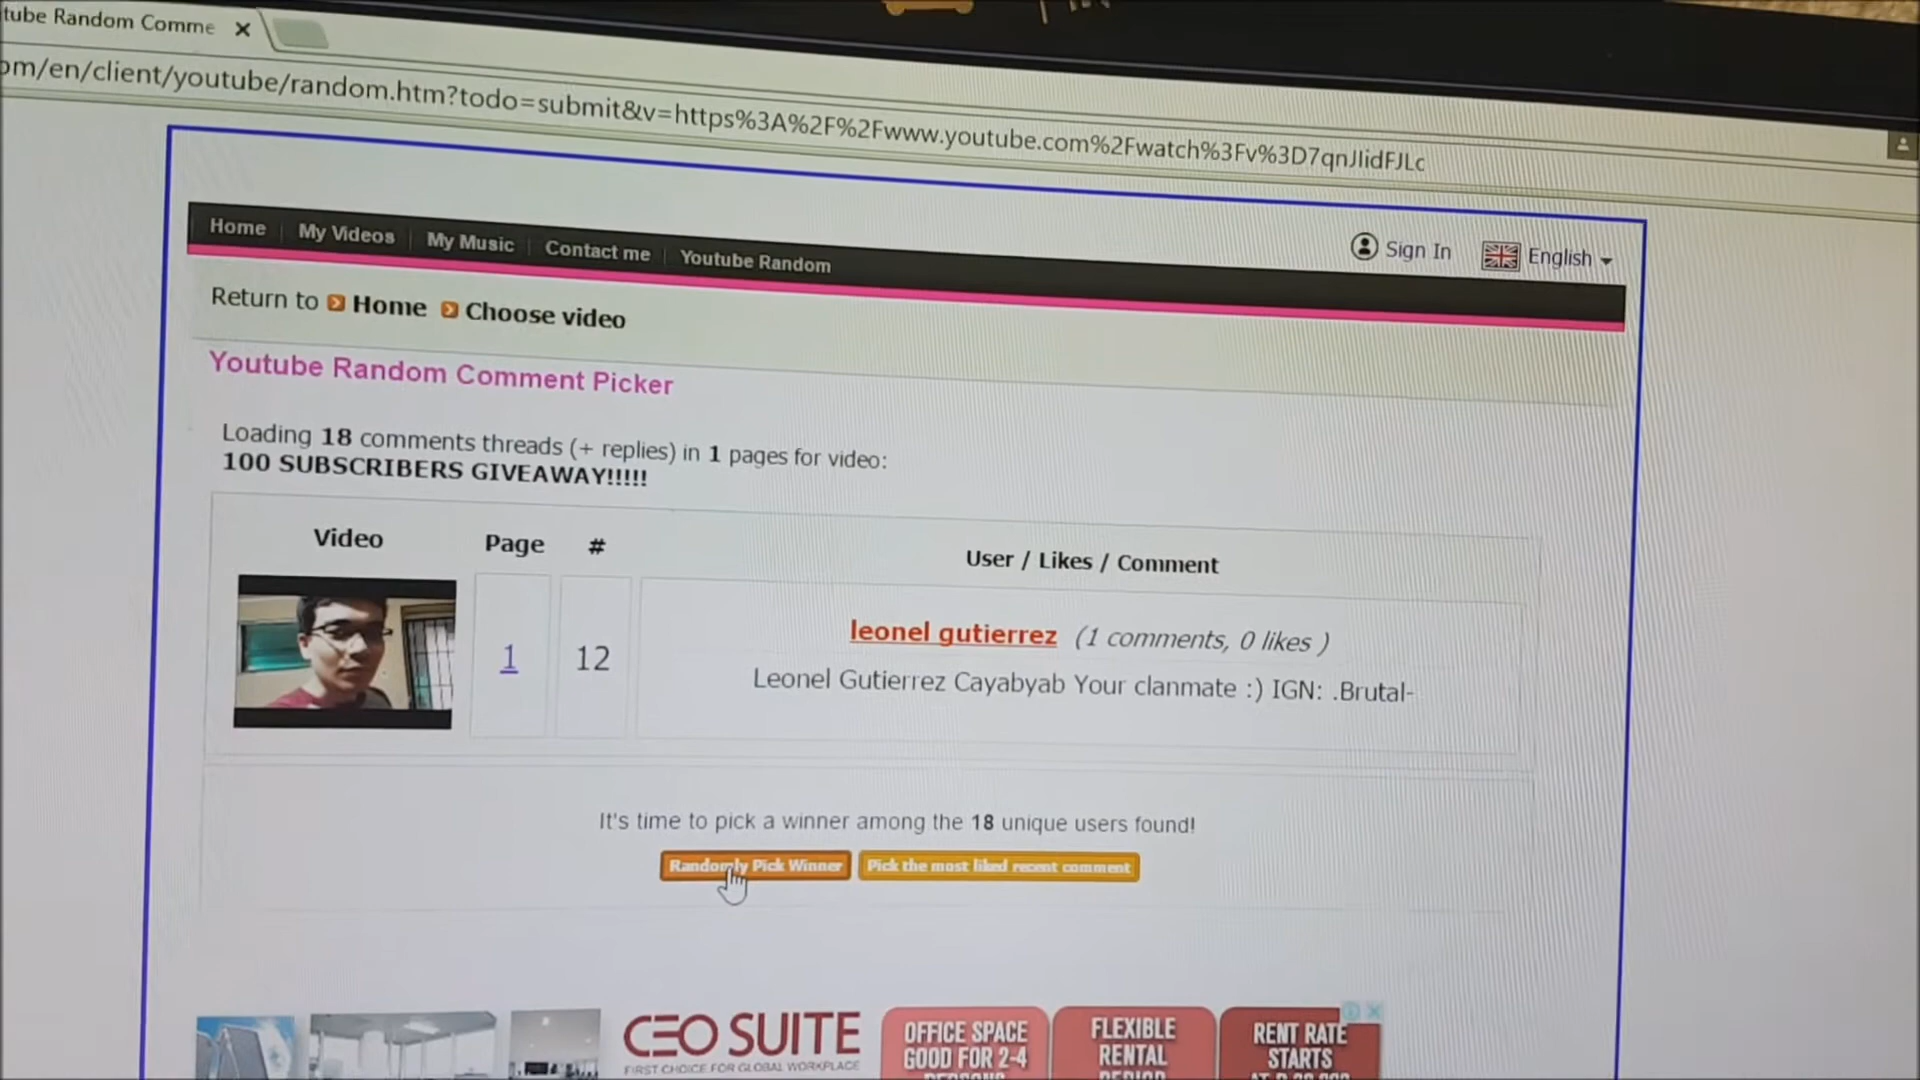 tube Random Comme
om/en/client/youtube/random.htm?todo=submit&v=https%3A%2F%2Fwww.youtube.com%2Fwatch%3Fv%3D7qnJIidFJLc
Home My Videos My Music Contact me Youtube Random
Sign In English
Return to Home Choose video
Youtube Random Comment Picker
Loading 18 comments threads (+ replies) in 1 pages for video:
100 SUBSCRIBERS GIVEAWAY!!!!!
Video Page # User / Likes / Comment
leonel gutierrez (1 comments, 0 likes )
1 12
Leonel Gutierrez Cayabyab Your clanmate :) IGN: .Brutal-
It's time to pick a winner among the 18 unique users found!
Randomly Pick Winner Pick the most liked recent comment
CEO SUITE
FIRST CHOICE FOR GLOBAL WORKPLACE
OFFICE SPACE
GOOD FOR 2-4
PERSONS
FLEXIBLE
RENTAL
PERIOD
RENT RATE
STARTS